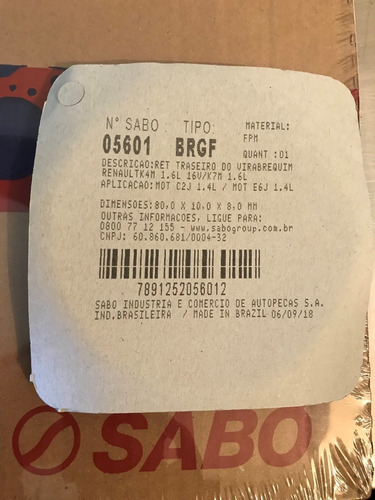 N° SABO: TIPO: MATERIAL:
05601 BRGF FPM
QUANT :01
DESCRICAO:RET TRASEIRO DO VIRABREQUIM
RENAULTK4M 1.6L 16V/K7M 1.6L
APLICACAO:MOT C2J 1.4L / MOT E6J 1.4L
DIMENSOES:80,0 X 10,0 X 8,0 MM
OUTRAS INFORMACOES, LIGUE PARA:
0800 77 12 155 - www.sabogroup.com.br
CNPJ: 60.860.681/0004-32
7891252056012
SABO INDUSTRIA E COMERCIO DE AUTOPECAS S.A.
IND.BRASILEIRA / MADE IN BRAZIL 06/09/18
SABO